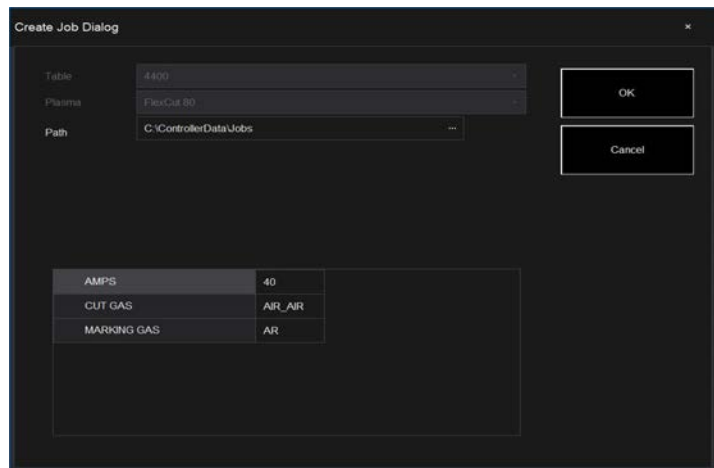 Create Job Dialog ×
Table 4400
Plasma FlexCut 80
Path C:\ControllerData\Jobs ...
OK
Cancel
AMPS 40
CUT GAS AIR_AIR
MARKING GAS AR